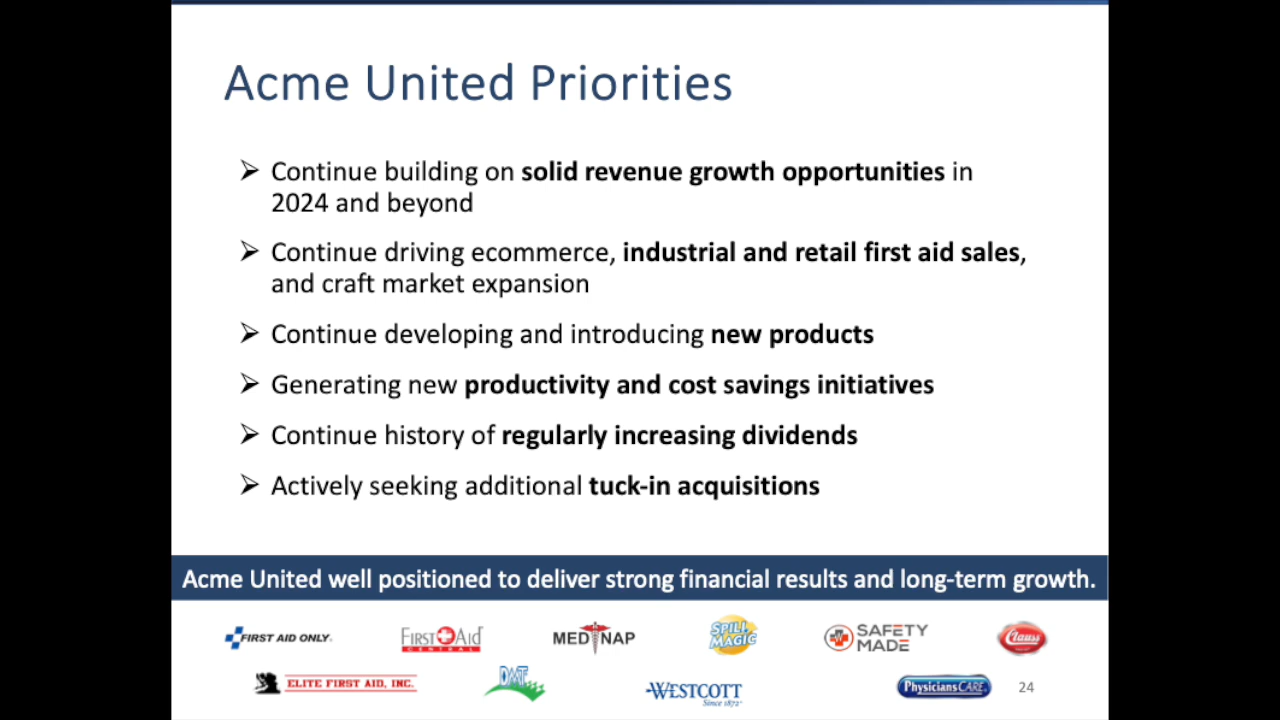 Acme United Priorities
Continue building on solid revenue growth opportunities in
2024 and beyond
Continue driving ecommerce, industrial and retail first aid sales,
and craft market expansion
Continue developing and introducing new products
Generating new productivity and cost savings initiatives
Continue history of regularly increasing dividends
Actively seeking additional tuck-in acquisitions
Acme United well positioned to deliver strong financial results and long-term growth.
FIRST AID ONLY
FIRST AID
CENTRAL
MED NAP
SPILL
MAGIC
SAFETY
MADE
Clauss
ELITE FIRST AID, INC.
DMT
WESTCOTT
Since 1872
PhysiciansCARE
24